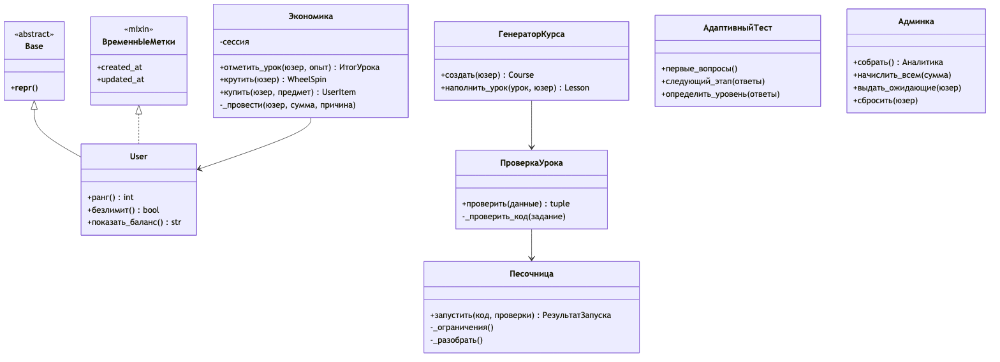 «abstract»
Base
+repr()
«mixin»
ВременныеМетки
+created_at
+updated_at
Экономика
-сессия
+отметить_урок(юзер, опыт) : ИтогУрока
+крутить(юзер) : WheelSpin
+купить(юзер, предмет) : UserItem
-_провести(юзер, сумма, причина)
ГенераторКурса
+создать(юзер) : Course
+наполнить_урок(урок, юзер) : Lesson
АдаптивныйТест
+первые_вопросы()
+следующий_этап(ответы)
+определить_уровень(ответы)
Админка
+собрать() : Аналитика
+начислить_всем(сумма)
+выдать_ожидающие(юзер)
+сбросить(юзер)
User
+ранг() : int
+безлимит() : bool
+показать_баланс() : str
ПроверкаУрока
+проверить(данные) : tuple
-_проверить_код(задание)
Песочница
+запустить(код, проверки) : РезультатЗапуска
-_ограничения()
-_разобрать()